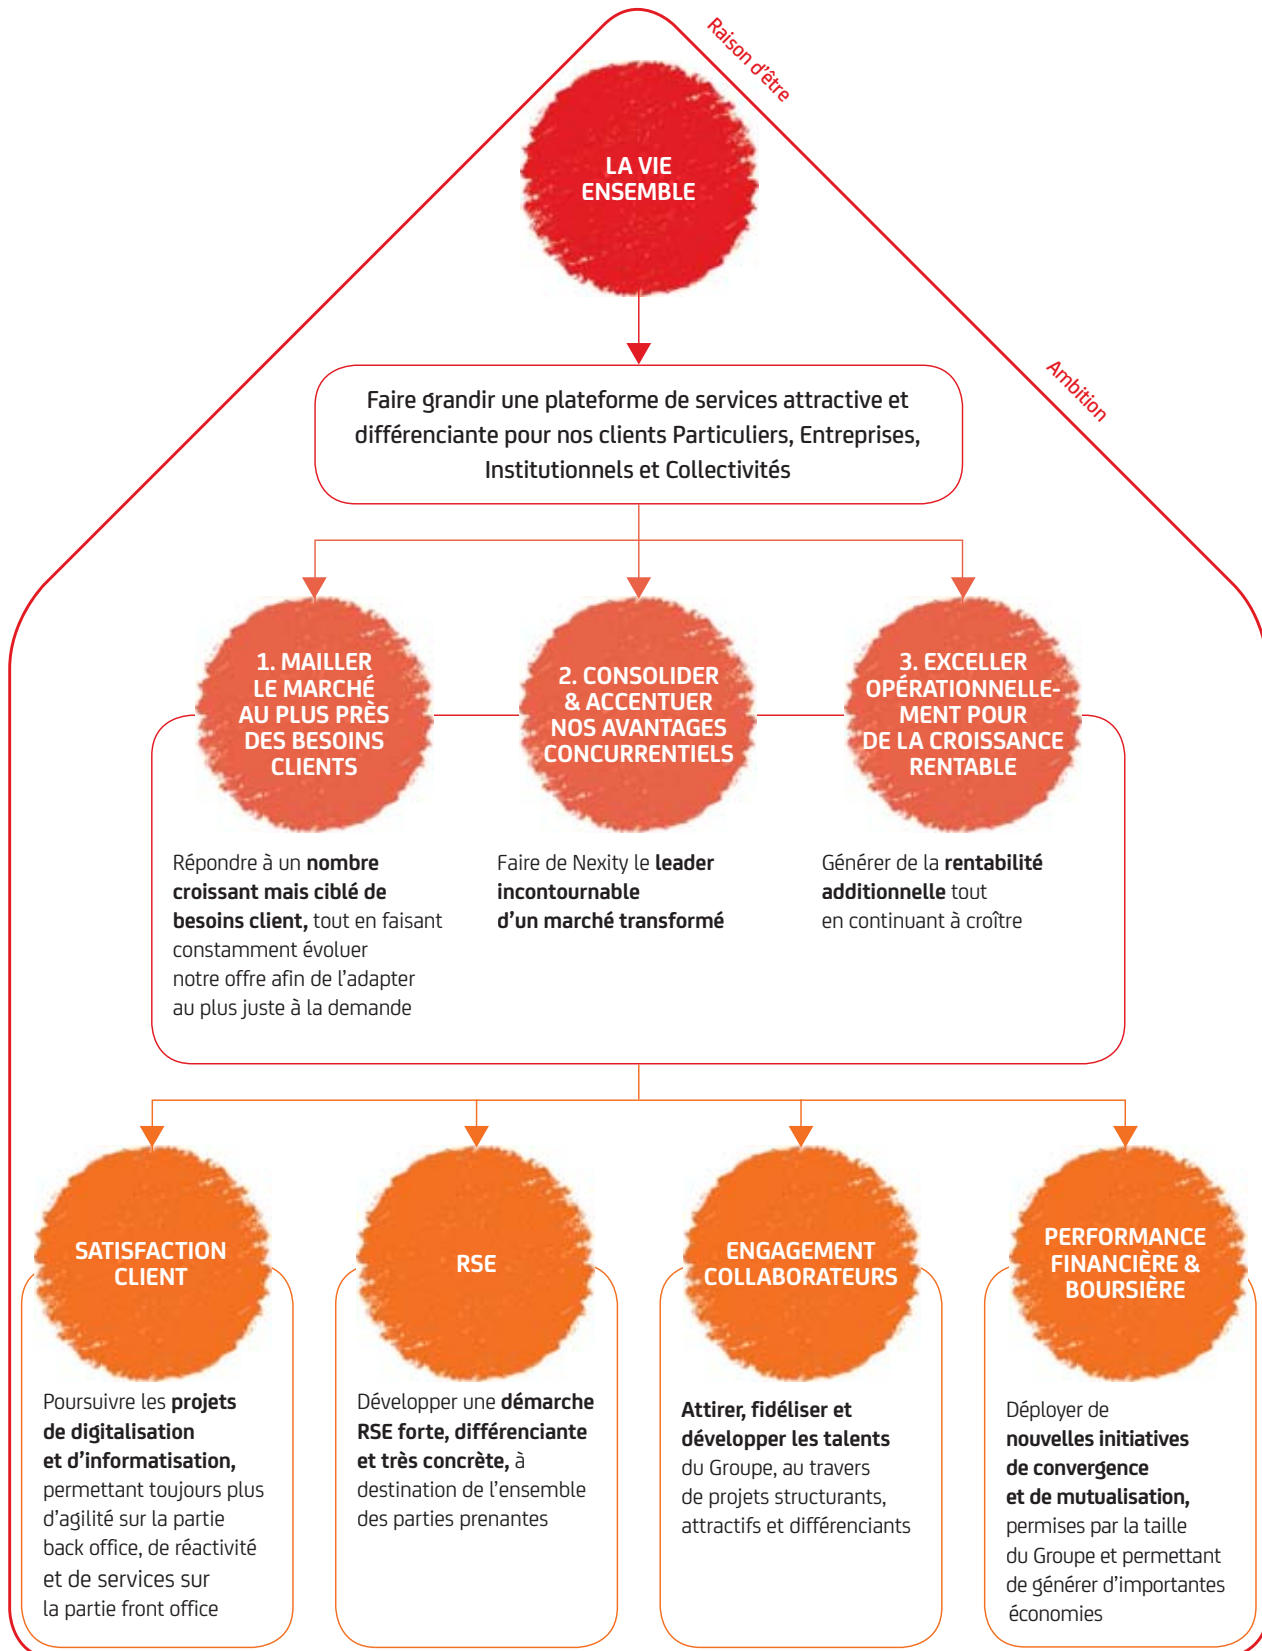 Raison d'être
LA VIE
ENSEMBLE
Ambition
Faire grandir une plateforme de services attractive et
différenciante pour nos clients Particuliers, Entreprises,
Institutionnels et Collectivités
1. MAILLER
LE MARCHÉ
AU PLUS PRÈS
DES BESOINS
CLIENTS
Répondre à un nombre
croissant mais ciblé de
besoins client, tout en faisant
constamment évoluer
notre offre afin de l'adapter
au plus juste à la demande
2. CONSOLIDER
& ACCENTUER
NOS AVANTAGES
CONCURRENTIELS
Faire de Nexity le leader
incontournable
d'un marché transformé
3. EXCELLER
OPÉRATIONNELLE-
MENT POUR
DE LA CROISSANCE
RENTABLE
Générer de la rentabilité
additionnelle tout
en continuant à croître
SATISFACTION
CLIENT
Poursuivre les projets
de digitalisation
et d'informatisation,
permettant toujours plus
d'agilité sur la partie
back office, de réactivité
et de services sur
la partie front office
RSE
Développer une démarche
RSE forte, différenciante
et très concrète, à
destination de l'ensemble
des parties prenantes
ENGAGEMENT
COLLABORATEURS
Attirer, fidéliser et
développer les talents
du Groupe, au travers
de projets structurants,
attractifs et différenciants
PERFORMANCE
FINANCIÈRE &
BOURSIÈRE
Déployer de
nouvelles initiatives
de convergence
et de mutualisation,
permises par la taille
du Groupe et permettant
de générer d'importantes
économies